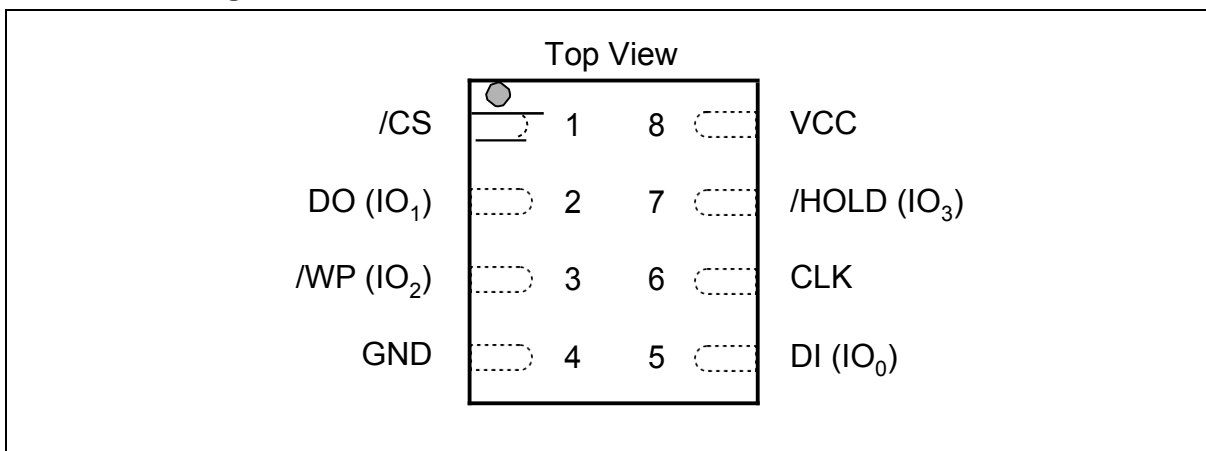 Top View
/CS 1 8 VCC
DO (IO₁) 2 7 /HOLD (IO₃)
/WP (IO₂) 3 6 CLK
GND 4 5 DI (IO₀)